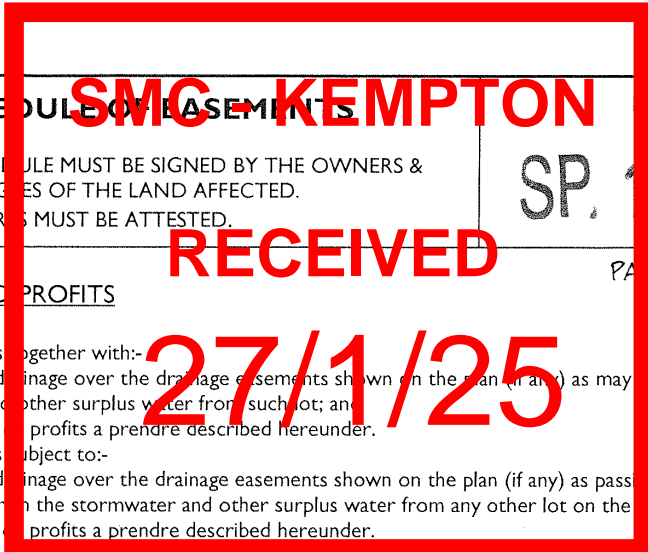 SMC - KEMPTON
RECEIVED
27/1/25
DULE OF EASEMENTS
ULE MUST BE SIGNED BY THE OWNERS &
ES OF THE LAND AFFECTED.
S MUST BE ATTESTED.
SP.
PA
PROFITS
ogether with:-
inage over the drainage easements shown on the plan (if any) as may
other surplus water from such lot; and
profits a prendre described hereunder.
ubject to:-
inage over the drainage easements shown on the plan (if any) as passi
the stormwater and other surplus water from any other lot on the
profits a prendre described hereunder.